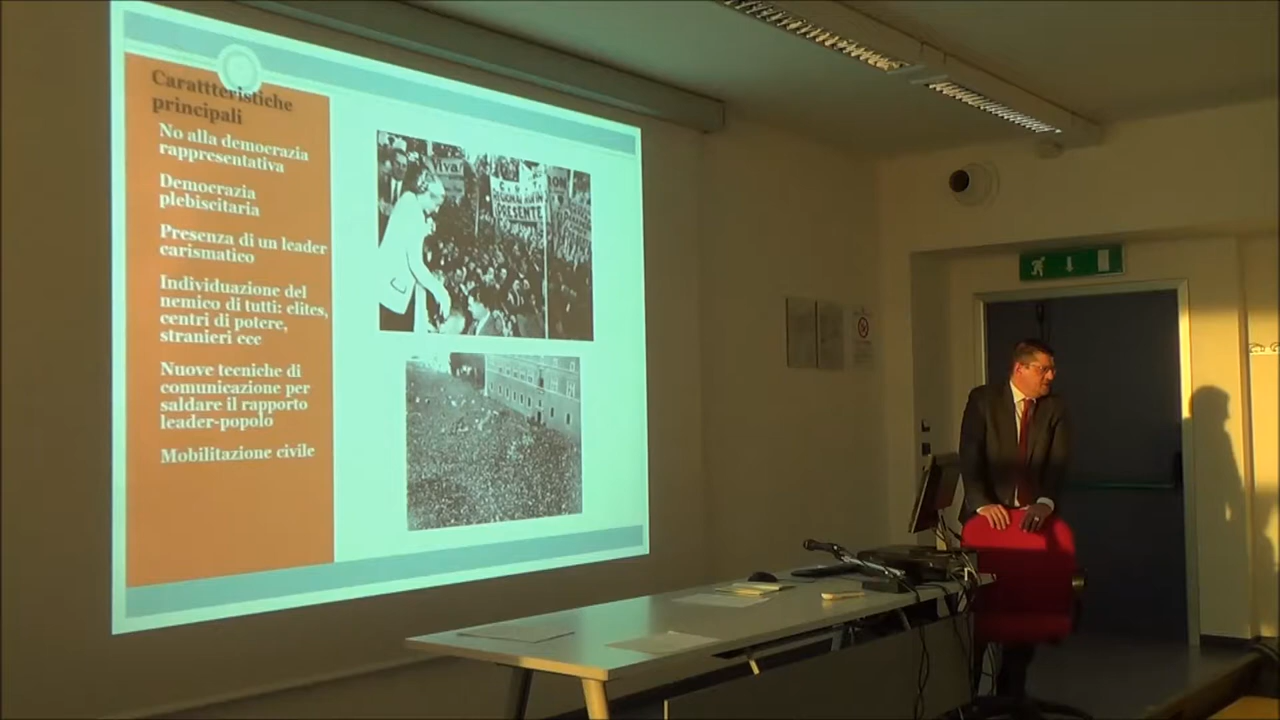 Carattteristiche
principali
No alla democrazia
rappresentativa
Democrazia
plebiscitaria
Presenza di un leader
carismatico
Individuazione del
nemico di tutti: elites,
centri di potere,
stranieri ecc
Nuove tecniche di
comunicazione per
saldare il rapporto
leader-popolo
Mobilitazione civile
Viva
PRESENTE